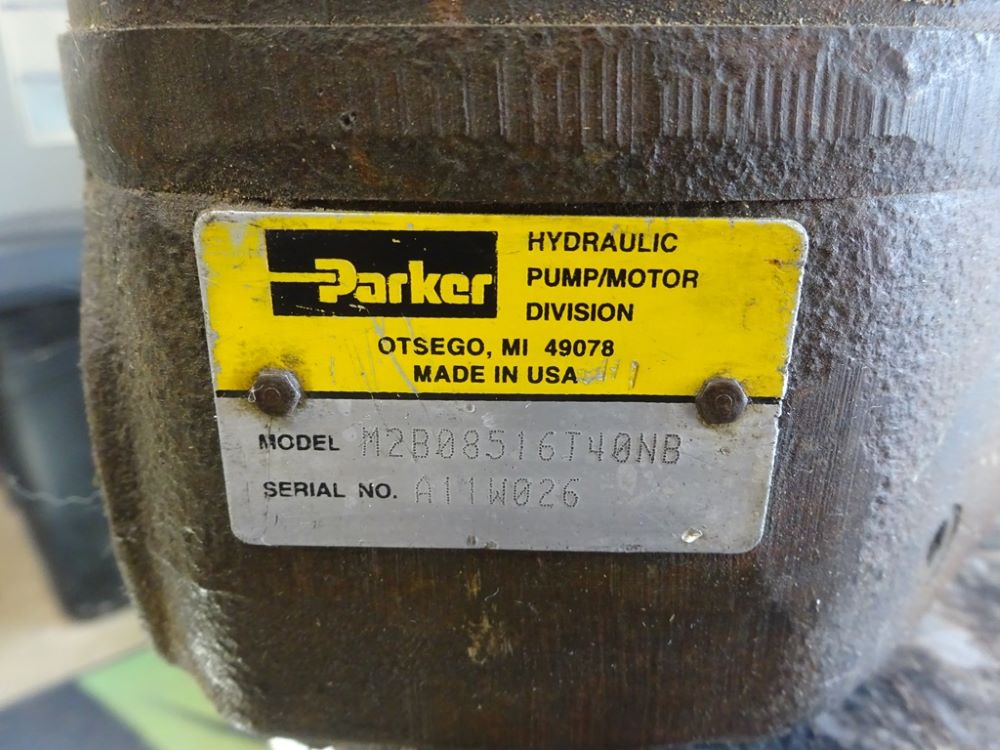 Parker
HYDRAULIC
PUMP/MOTOR
DIVISION
OTSEGO, MI 49078
MADE IN USA
MODEL M2B08516T40NB
SERIAL NO. A11W026